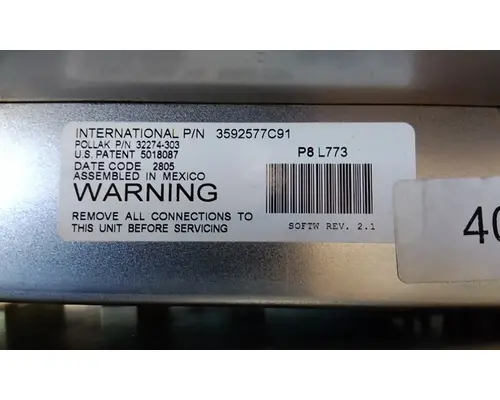 INTERNATIONAL P/N 3592577C91
POLLAK P/N 32274-303
U.S. PATENT 5018087
DATE CODE 2805
ASSEMBLED IN MEXICO
WARNING
REMOVE ALL CONNECTIONS TO
THIS UNIT BEFORE SERVICING
P8 L773
SOFTW REV. 2.1
40